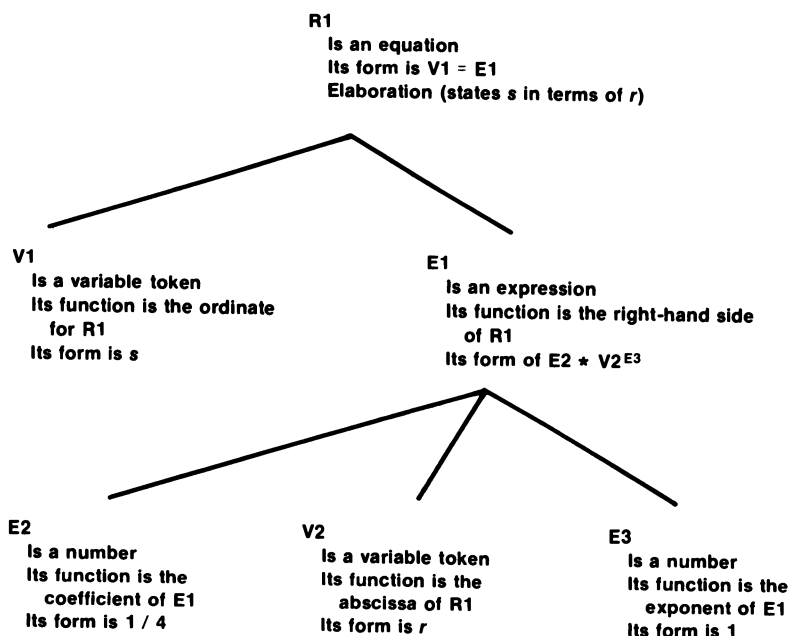 R1
Is an equation
Its form is V1 = E1
Elaboration (states s in terms of r)
V1
Is a variable token
Its function is the ordinate
for R1
Its form is s
E1
Is an expression
Its function is the right-hand side
of R1
Its form of E2 * V2^E3
E2
Is a number
Its function is the
coefficient of E1
Its form is 1 / 4
V2
Is a variable token
Its function is the
abscissa of R1
Its form is r
E3
Is a number
Its function is the
exponent of E1
Its form is 1